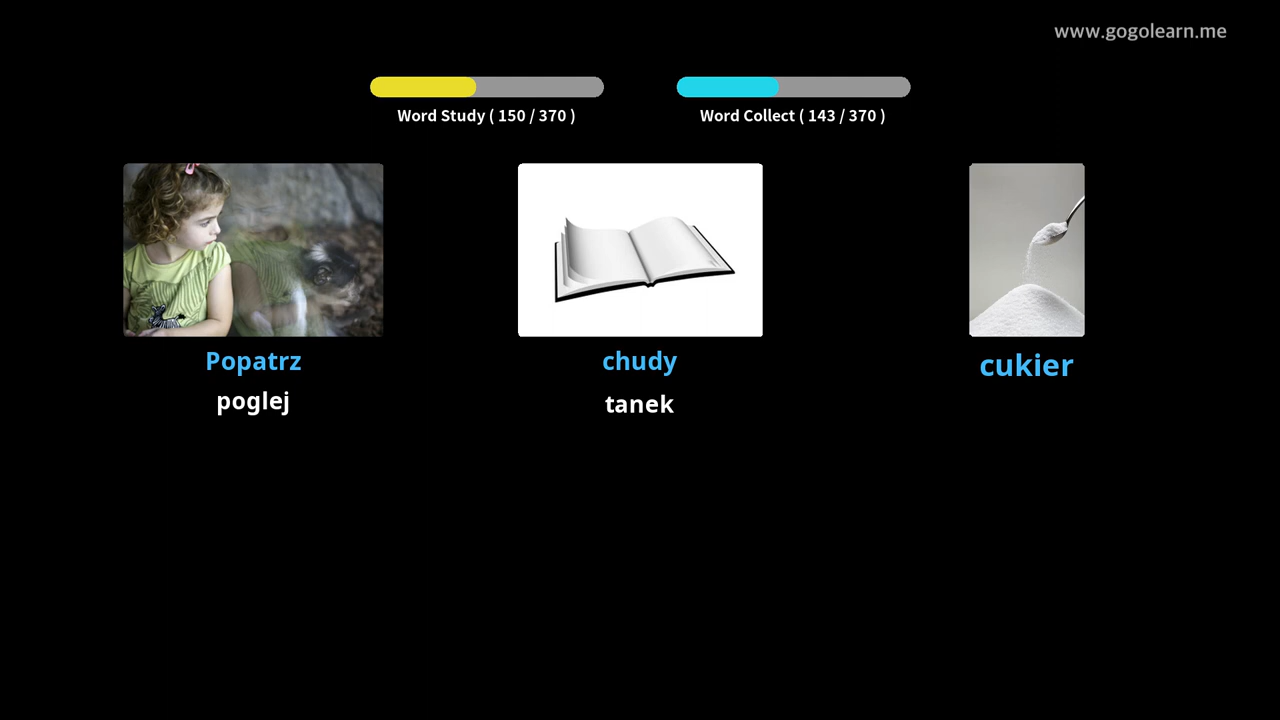 www.gogolearn.me
Word Study ( 150 / 370 )
Word Collect ( 143 / 370 )
Popatrz
poglej
chudy
tanek
cukier